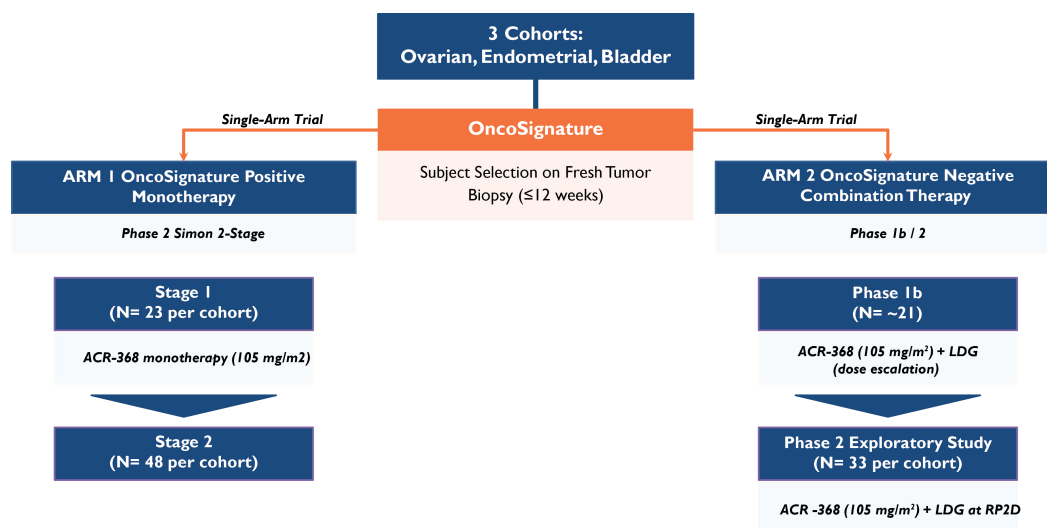 3 Cohorts:
Ovarian, Endometrial, Bladder
Single-Arm Trial
OncoSignature
Single-Arm Trial
Subject Selection on Fresh Tumor
Biopsy (≤12 weeks)
ARM 1 OncoSignature Positive
Monotherapy
Phase 2 Simon 2-Stage
Stage 1
(N= 23 per cohort)
ACR-368 monotherapy (105 mg/m2)
Stage 2
(N= 48 per cohort)
ARM 2 OncoSignature Negative
Combination Therapy
Phase 1b / 2
Phase 1b
(N= ~21)
ACR-368 (105 mg/m²) + LDG
(dose escalation)
Phase 2 Exploratory Study
(N= 33 per cohort)
ACR -368 (105 mg/m²) + LDG at RP2D